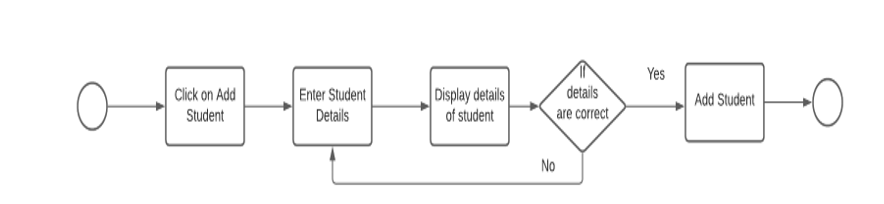 Click on Add
Student
Enter Student
Details
Display details
of student
If
details
are correct
Yes
No
Add Student